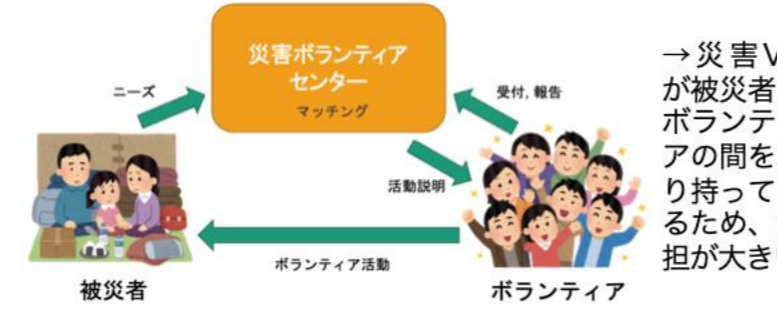 災害ボランティア
センター
マッチング
ニーズ
受付, 報告
活動説明
ボランティア活動
被災者
ボランティア
→災害V
が被災者
ボランテ
アの間を
り持って
るため、
担が大き